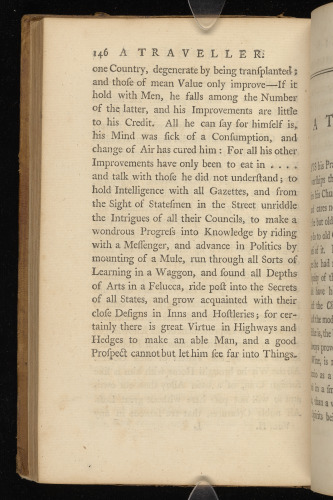 146 A TRAVELLER.
one Country, degenerate by being transplanted;
and thoſe of mean Value only improve—If it
hold with Men, he falls among the Number
of the latter, and his Improvements are little
to his Credit. All he can ſay for himſelf is,
his Mind was ſick of a Conſumption, and
change of Air has cured him: For all his other
Improvements have only been to eat in . . . .
and talk with thoſe he did not underſtand; to
hold Intelligence with all Gazettes, and from
the Sight of Stateſmen in the Street unriddle
the Intrigues of all their Councils, to make a
wondrous Progreſs into Knowledge by riding
with a Meſſenger, and advance in Politics by
mounting of a Mule, run through all Sorts of
Learning in a Waggon, and ſound all Depths
of Arts in a Felucca, ride poſt into the Secrets
of all States, and grow acquainted with their
cloſe Deſigns in Inns and Hoſtleries; for cer-
tainly there is great Virtue in Highways and
Hedges to make an able Man, and a good
Proſpect cannot but let him ſee far into Things.